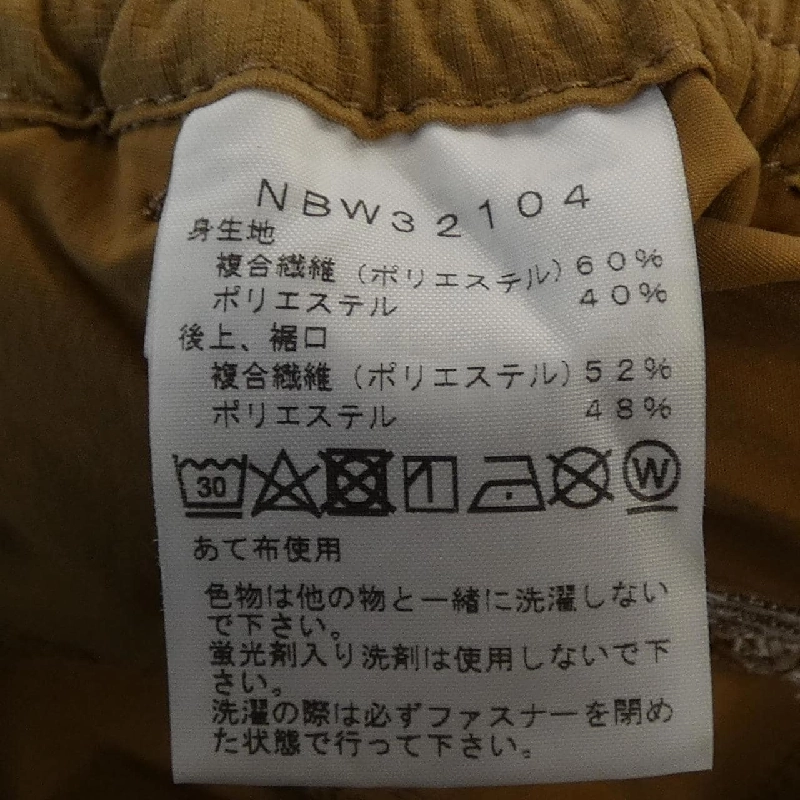 NBW32104
身生地
複合繊維(ポリエステル)60%
ポリエステル 40%
後上、裾口
複合繊維(ポリエステル)52%
ポリエステル 48%
30 W
あて布使用
色物は他の物と一緒に洗濯しない
で下さい。
蛍光剤入り洗剤は使用しないで下
さい。
洗濯の際は必ずファスナーを閉め
た状態で行って下さい。